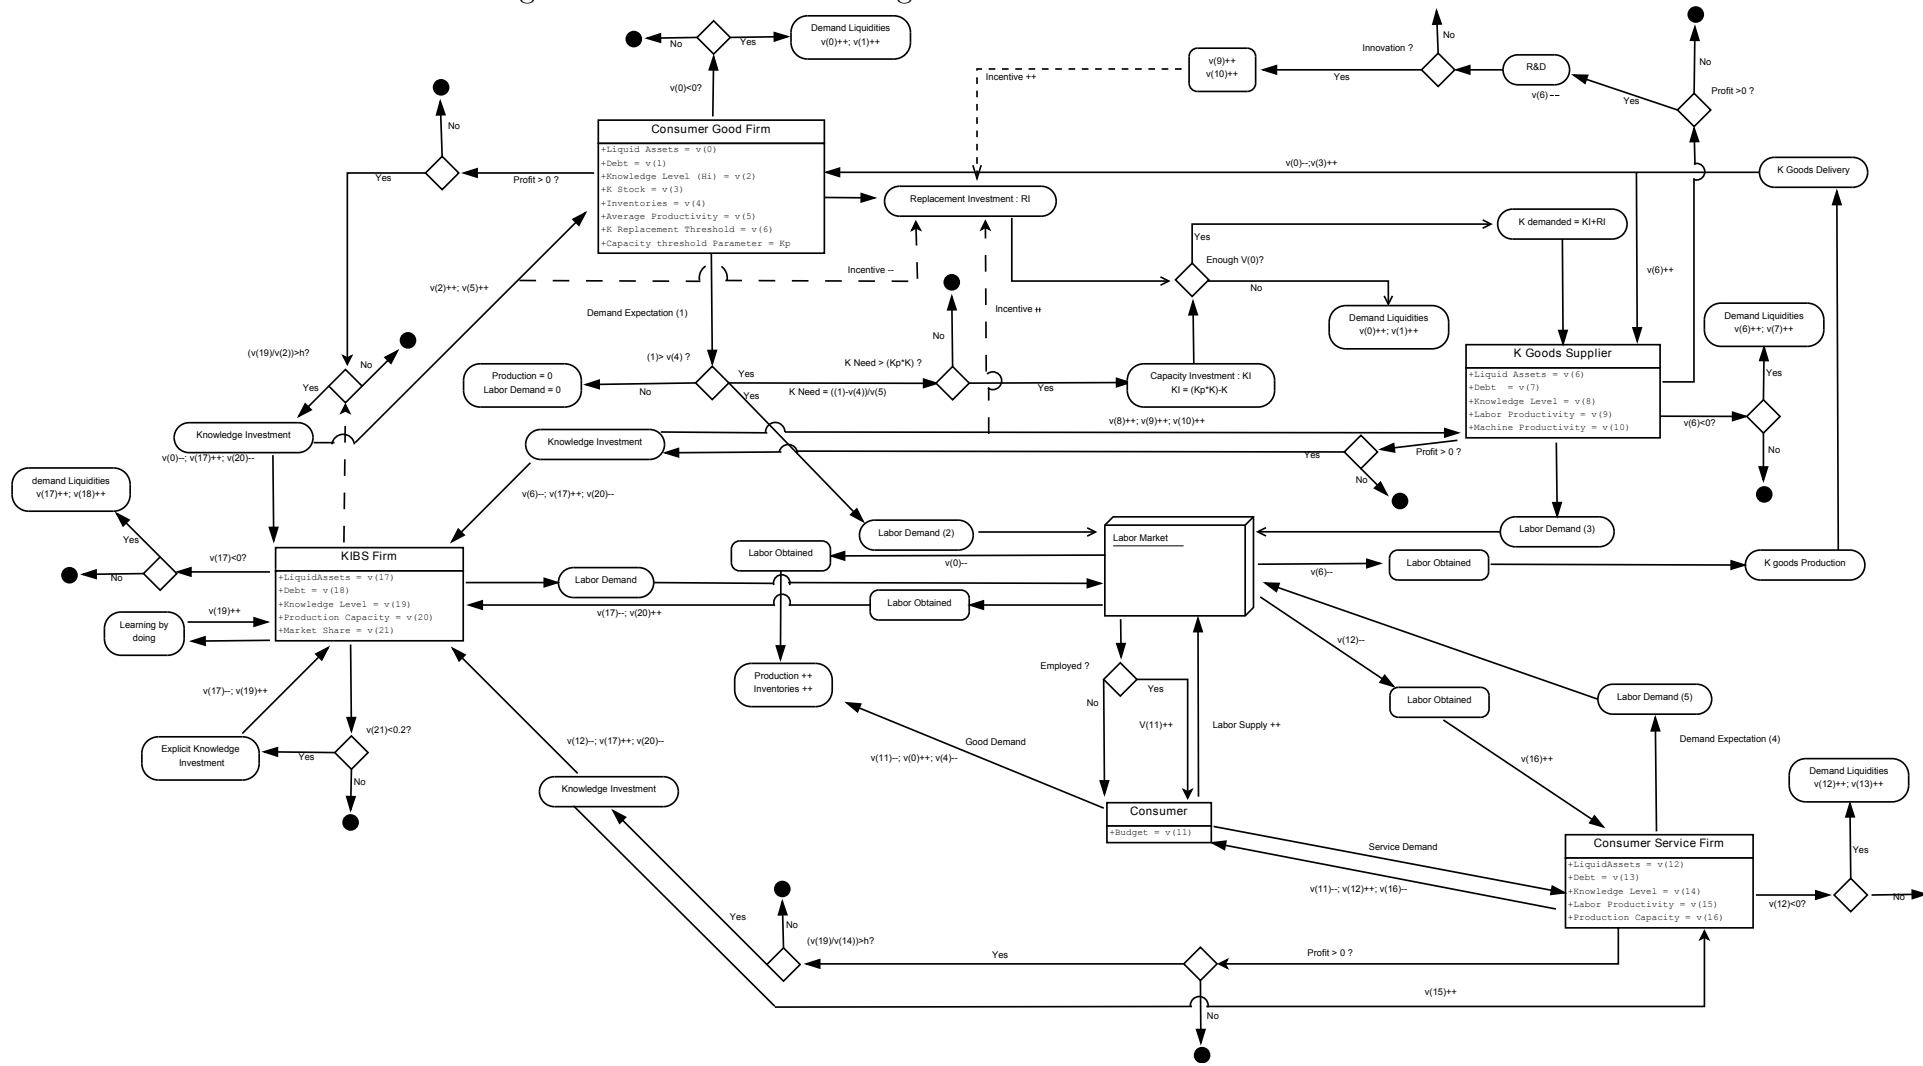 Demand Liquidities
v(0)++; v(1)++
No
Yes
v(0)<0?
Innovation ?
No
v(9)++
v(10)++
Incentive ++
Yes
R&D
v(6)--
Yes
No
Profit >0 ?
No
Consumer Good Firm
+Liquid Assets = v(0)
+Debt = v(1)
+Knowledge Level (Hi) = v(2)
+K Stock = v(3)
+Inventories = v(4)
+Average Productivity = v(5)
+K Replacement Threshold = v(6)
+Capacity threshold Parameter = Kp
Yes
Profit > 0 ?
v(0)--;v(3)++
K Goods Delivery
Replacement Investment : RI
K demanded = KI+RI
Yes
Enough V(0)?
No
v(6)++
Incentive --
v(2)++; v(5)++
Demand Expectation (1)
Incentive ++
Demand Liquidities
v(0)++; v(1)++
Demand Liquidities
v(6)++; v(7)++
No
(v(19)/v(2))>h?
No
Yes
(1)> v(4) ?
K Need > (Kp*K) ?
Production = 0
Labor Demand = 0
No
Yes
K Need = ((1)-v(4))/v(5)
Yes
Yes
Capacity Investment : KI
KI = (Kp*K)-K
K Goods Supplier
+Liquid Assets = v(6)
+Debt  = v(7)
+Knowledge Level = v(8)
+Labor Productivity = v(9)
+Machine Productivity = v(10)
Yes
v(6)<0?
No
Knowledge Investment
v(0)--; v(17)++; v(20)--
Knowledge Investment
v(8)++; v(9)++; v(10)++
Yes
Profit > 0 ?
No
demand Liquidities
v(17)++; v(18)++
v(6)--; v(17)++; v(20)--
Yes
v(17)<0?
No
KIBS Firm
+LiquidAssets = v(17)
+Debt = v(18)
+Knowledge Level = v(19)
+Production Capacity = v(20)
+Market Share = v(21)
Labor Demand (2)
Labor Market
Labor Demand (3)
Labor Obtained
v(0)--
v(6)--
Labor Obtained
K goods Production
Labor Demand
v(17)--; v(20)++
Labor Obtained
v(19)++
Learning by
doing
v(12)--
Production ++
Inventories ++
Employed ?
No
Yes
V(11)++
Labor Supply ++
Labor Obtained
Labor Demand (5)
v(17)--; v(19)++
v(21)<0.2?
Explicit Knowledge
Investment
Yes
No
v(12)--; v(17)++; v(20)--
Good Demand
v(11)--; v(0)++; v(4)--
Demand Expectation (4)
v(16)++
Demand Liquidities
v(12)++; v(13)++
Knowledge Investment
Consumer
+Budget = v(11)
Service Demand
v(11)--; v(12)++; v(16)--
Consumer Service Firm
+LiquidAssets = v(12)
+Debt = v(13)
+Knowledge Level = v(14)
+Labor Productivity = v(15)
+Production Capacity = v(16)
Yes
v(12)<0?
No
Yes
No
(v(19)/v(14))>h?
Yes
Profit > 0 ?
v(15)++
No